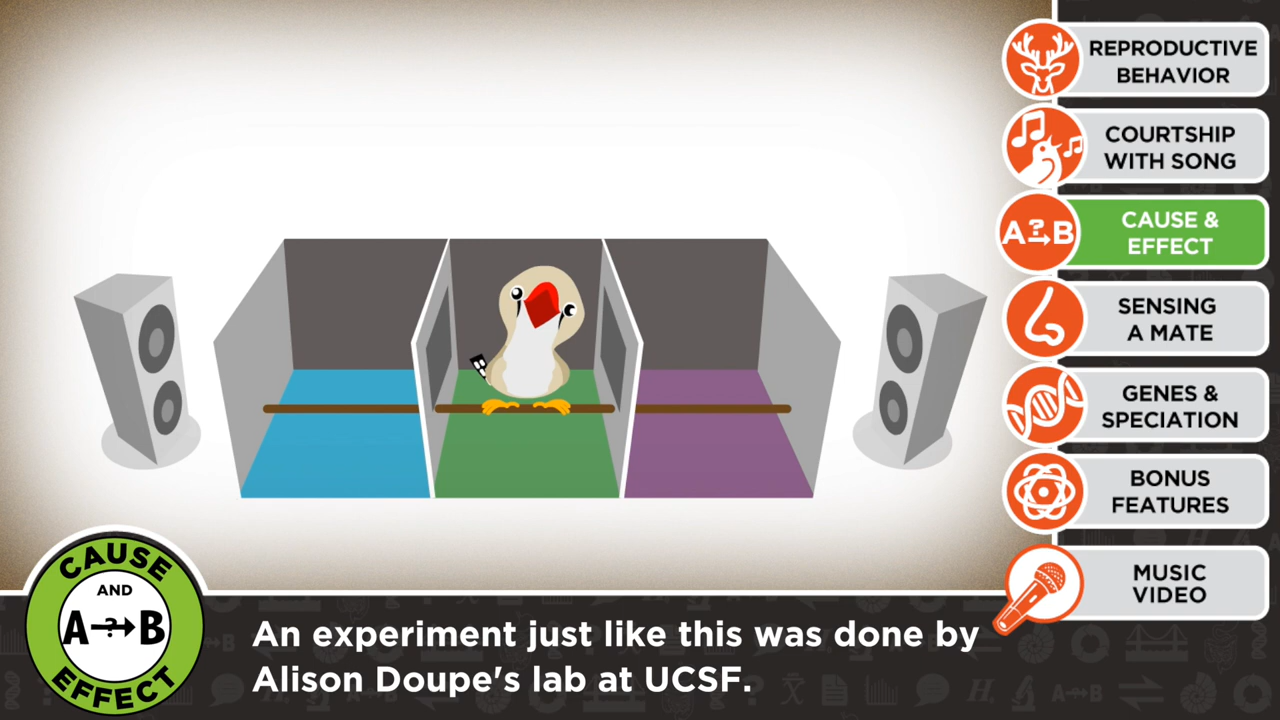 REPRODUCTIVE
BEHAVIOR
COURTSHIP
WITH SONG
A?B
CAUSE &
EFFECT
SENSING
A MATE
GENES &
SPECIATION
BONUS
FEATURES
MUSIC
VIDEO
CAUSE
AND
A?B
EFFECT
An experiment just like this was done by
Alison Doupe's lab at UCSF.